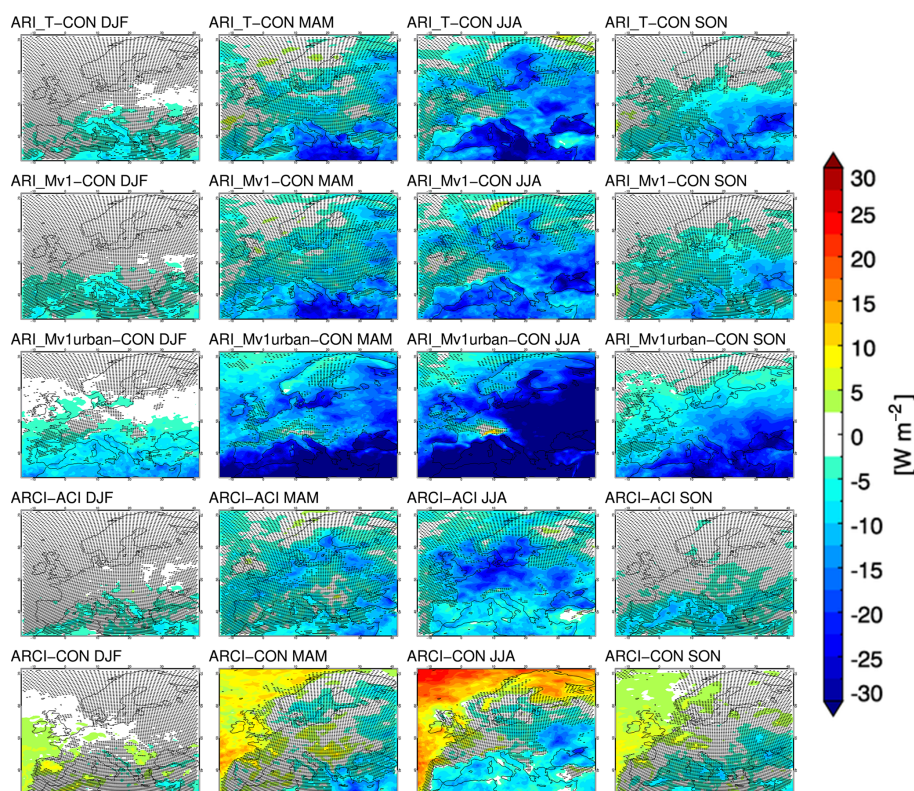 ARI_T−CON DJF ARI_T−CON MAM ARI_T−CON JJA ARI_T−CON SON
ARI_Mv1−CON DJF ARI_Mv1−CON MAM ARI_Mv1−CON JJA ARI_Mv1−CON SON
ARI_Mv1urban−CON DJF ARI_Mv1urban−CON MAM ARI_Mv1urban−CON JJA ARI_Mv1urban−CON SON
ARCI−ACI DJF ARCI−ACI MAM ARCI−ACI JJA ARCI−ACI SON
ARCI−CON DJF ARCI−CON MAM ARCI−CON JJA ARCI−CON SON
30
25
20
15
10
5
0
-5
-10
-15
-20
-25
-30
[W m−2]